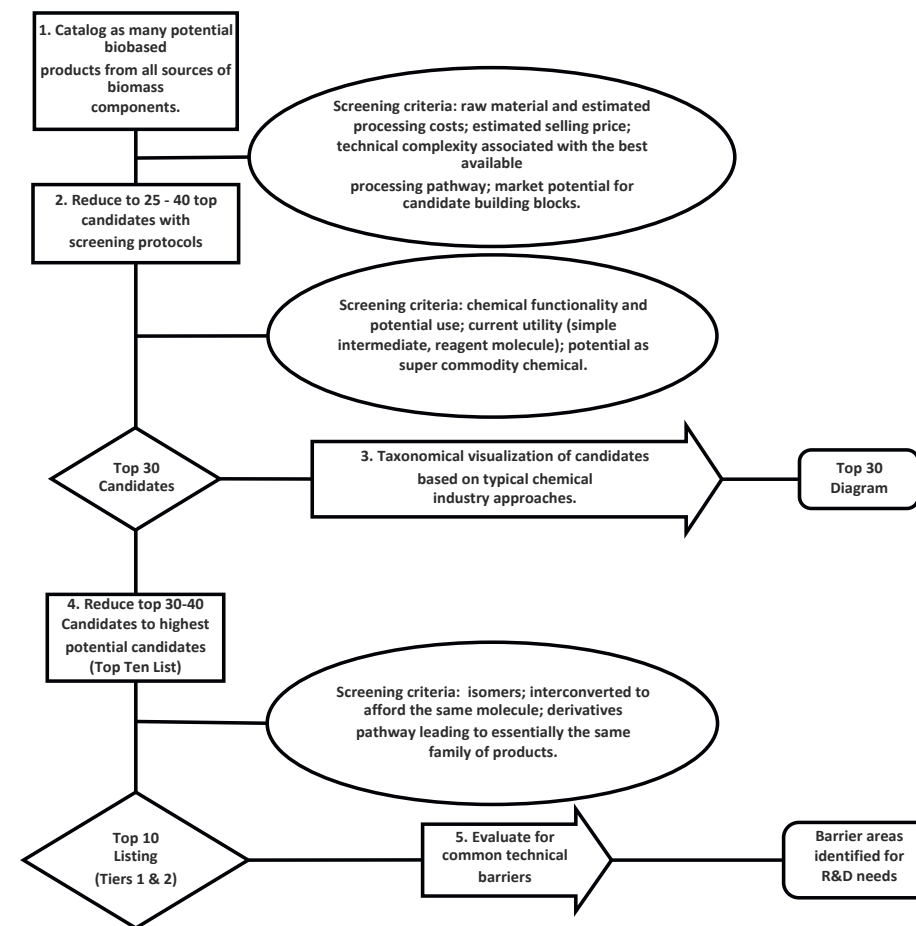 1. Catalog as many potential
biobased
products from all sources of
biomass
components.
Screening criteria: raw material and estimated
processing costs; estimated selling price;
technical complexity associated with the best
available
processing pathway; market potential for
candidate building blocks.
2. Reduce to 25 - 40 top
candidates with
screening protocols
Screening criteria: chemical functionality and
potential use; current utility (simple
intermediate, reagent molecule); potential as
super commodity chemical.
Top 30
Candidates
3. Taxonomical visualization of candidates
based on typical chemical
industry approaches.
Top 30
Diagram
4. Reduce top 30-40
Candidates to highest
potential candidates
(Top Ten List)
Screening criteria:  isomers; interconverted to
afford the same molecule; derivatives
pathway leading to essentially the same
family of products.
Top 10
Listing
(Tiers 1 & 2)
5. Evaluate for
common technical
barriers
Barrier areas
identified for
R&D needs